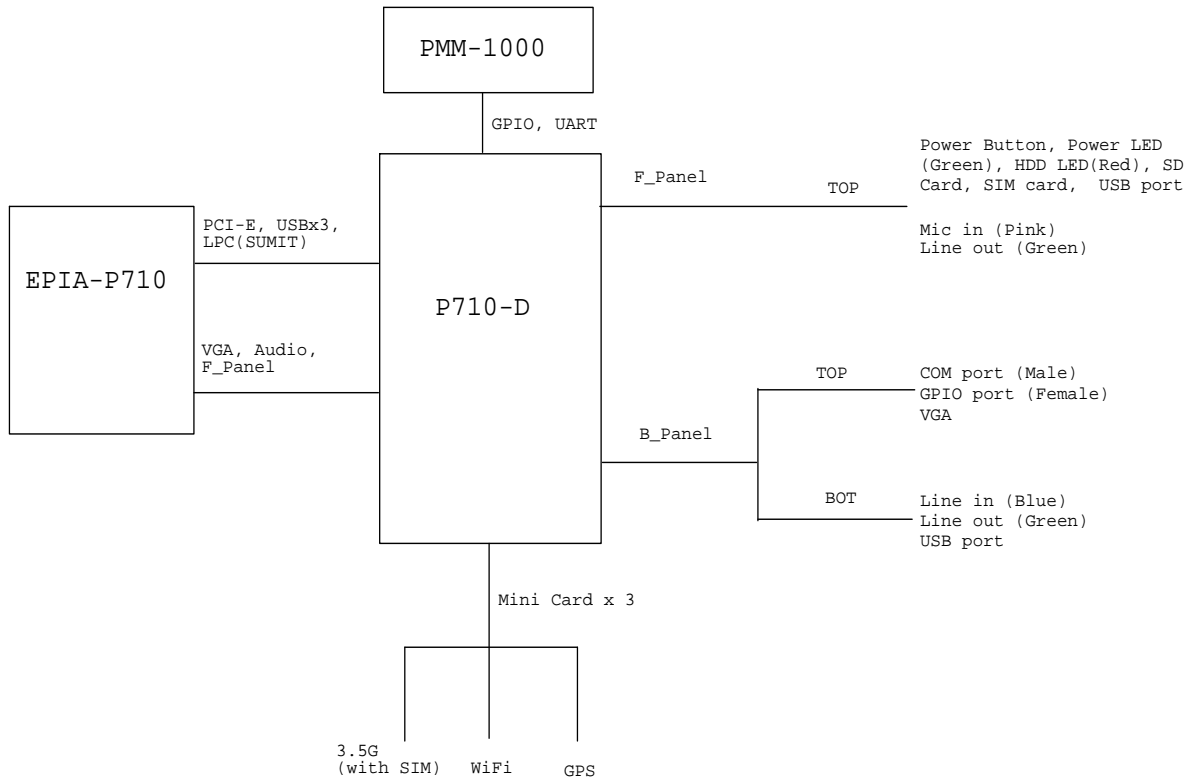 PMM-1000
GPIO, UART
Power Button, Power LED
(Green), HDD LED(Red), SD
Card, SIM card, USB port
F_Panel
TOP
PCI-E, USBx3,
LPC(SUMIT)
Mic in (Pink)
Line out (Green)
EPIA-P710
P710-D
VGA, Audio,
F_Panel
TOP
COM port (Male)
GPIO port (Female)
VGA
B_Panel
BOT
Line in (Blue)
Line out (Green)
USB port
Mini Card x 3
3.5G
(with SIM)
WiFi
GPS